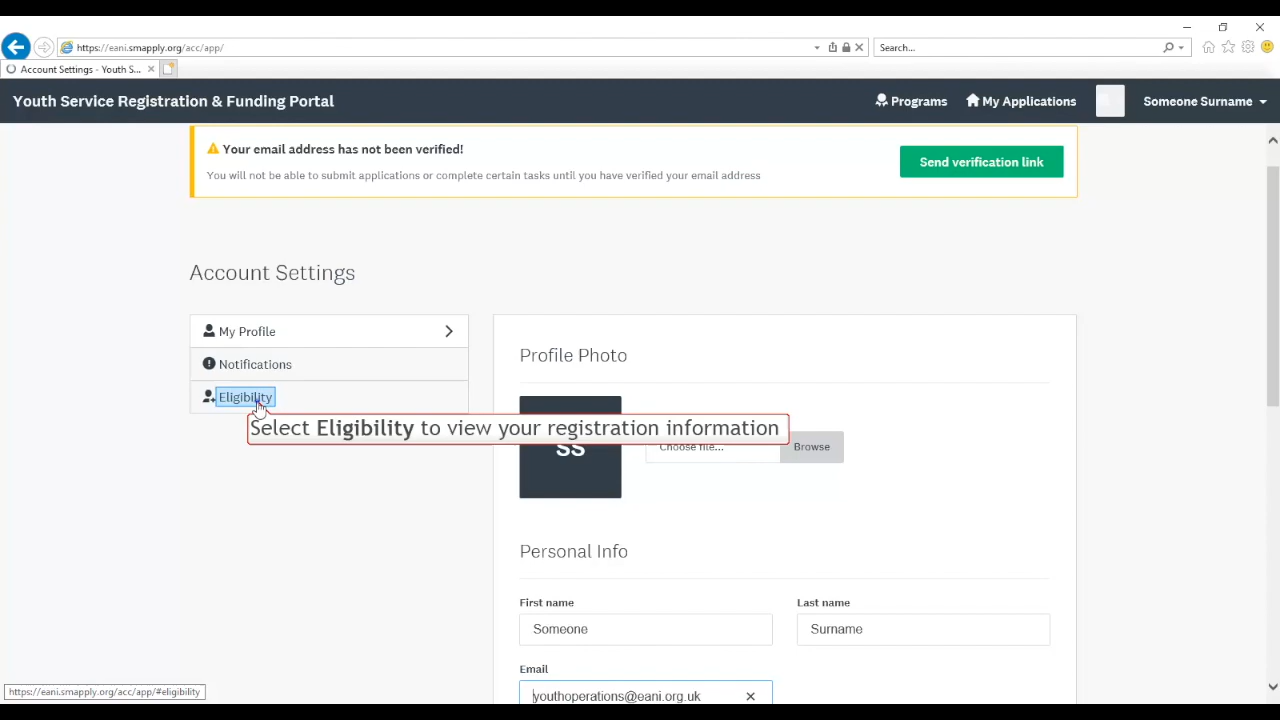 https://eani.smapply.org/acc/app/
Search...
Account Settings - Youth S...
Youth Service Registration & Funding Portal
Programs
My Applications
Someone Surname
Your email address has not been verified!
You will not be able to submit applications or complete certain tasks until you have verified your email address
Send verification link
Account Settings
My Profile
Notifications
Eligibility
Select Eligibility to view your registration information
Profile Photo
SS
Choose file...
Browse
Personal Info
First name
Last name
Someone
Surname
Email
youthoperations@eani.org.uk
https://eani.smapply.org/acc/app/#eligibility